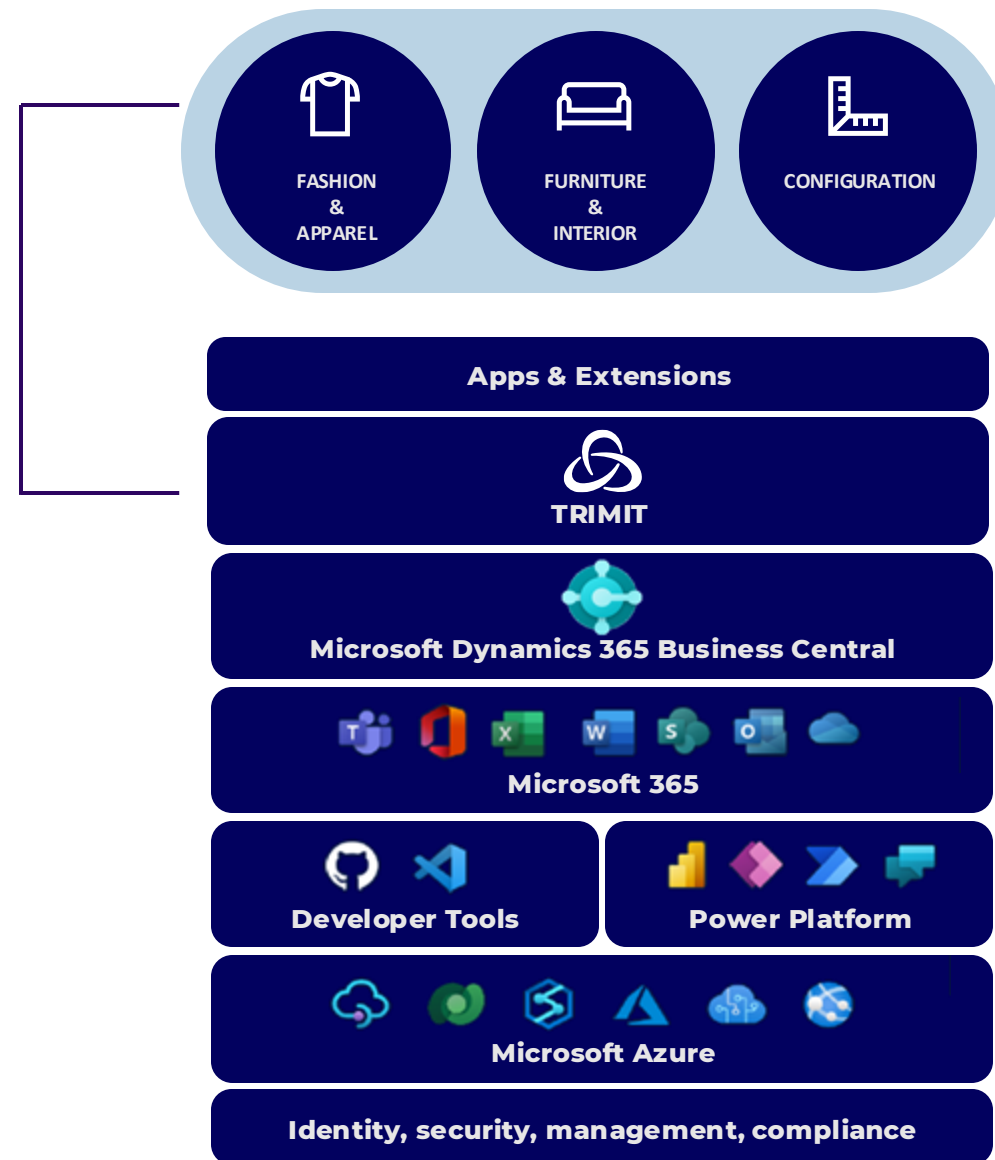 FASHION
&
APPAREL
FURNITURE
&
INTERIOR
CONFIGURATION
Apps & Extensions
TRIMIT
Microsoft Dynamics 365 Business Central
T
X
W
S
O
Microsoft 365
Developer Tools
Power Platform
Microsoft Azure
Identity, security, management, compliance